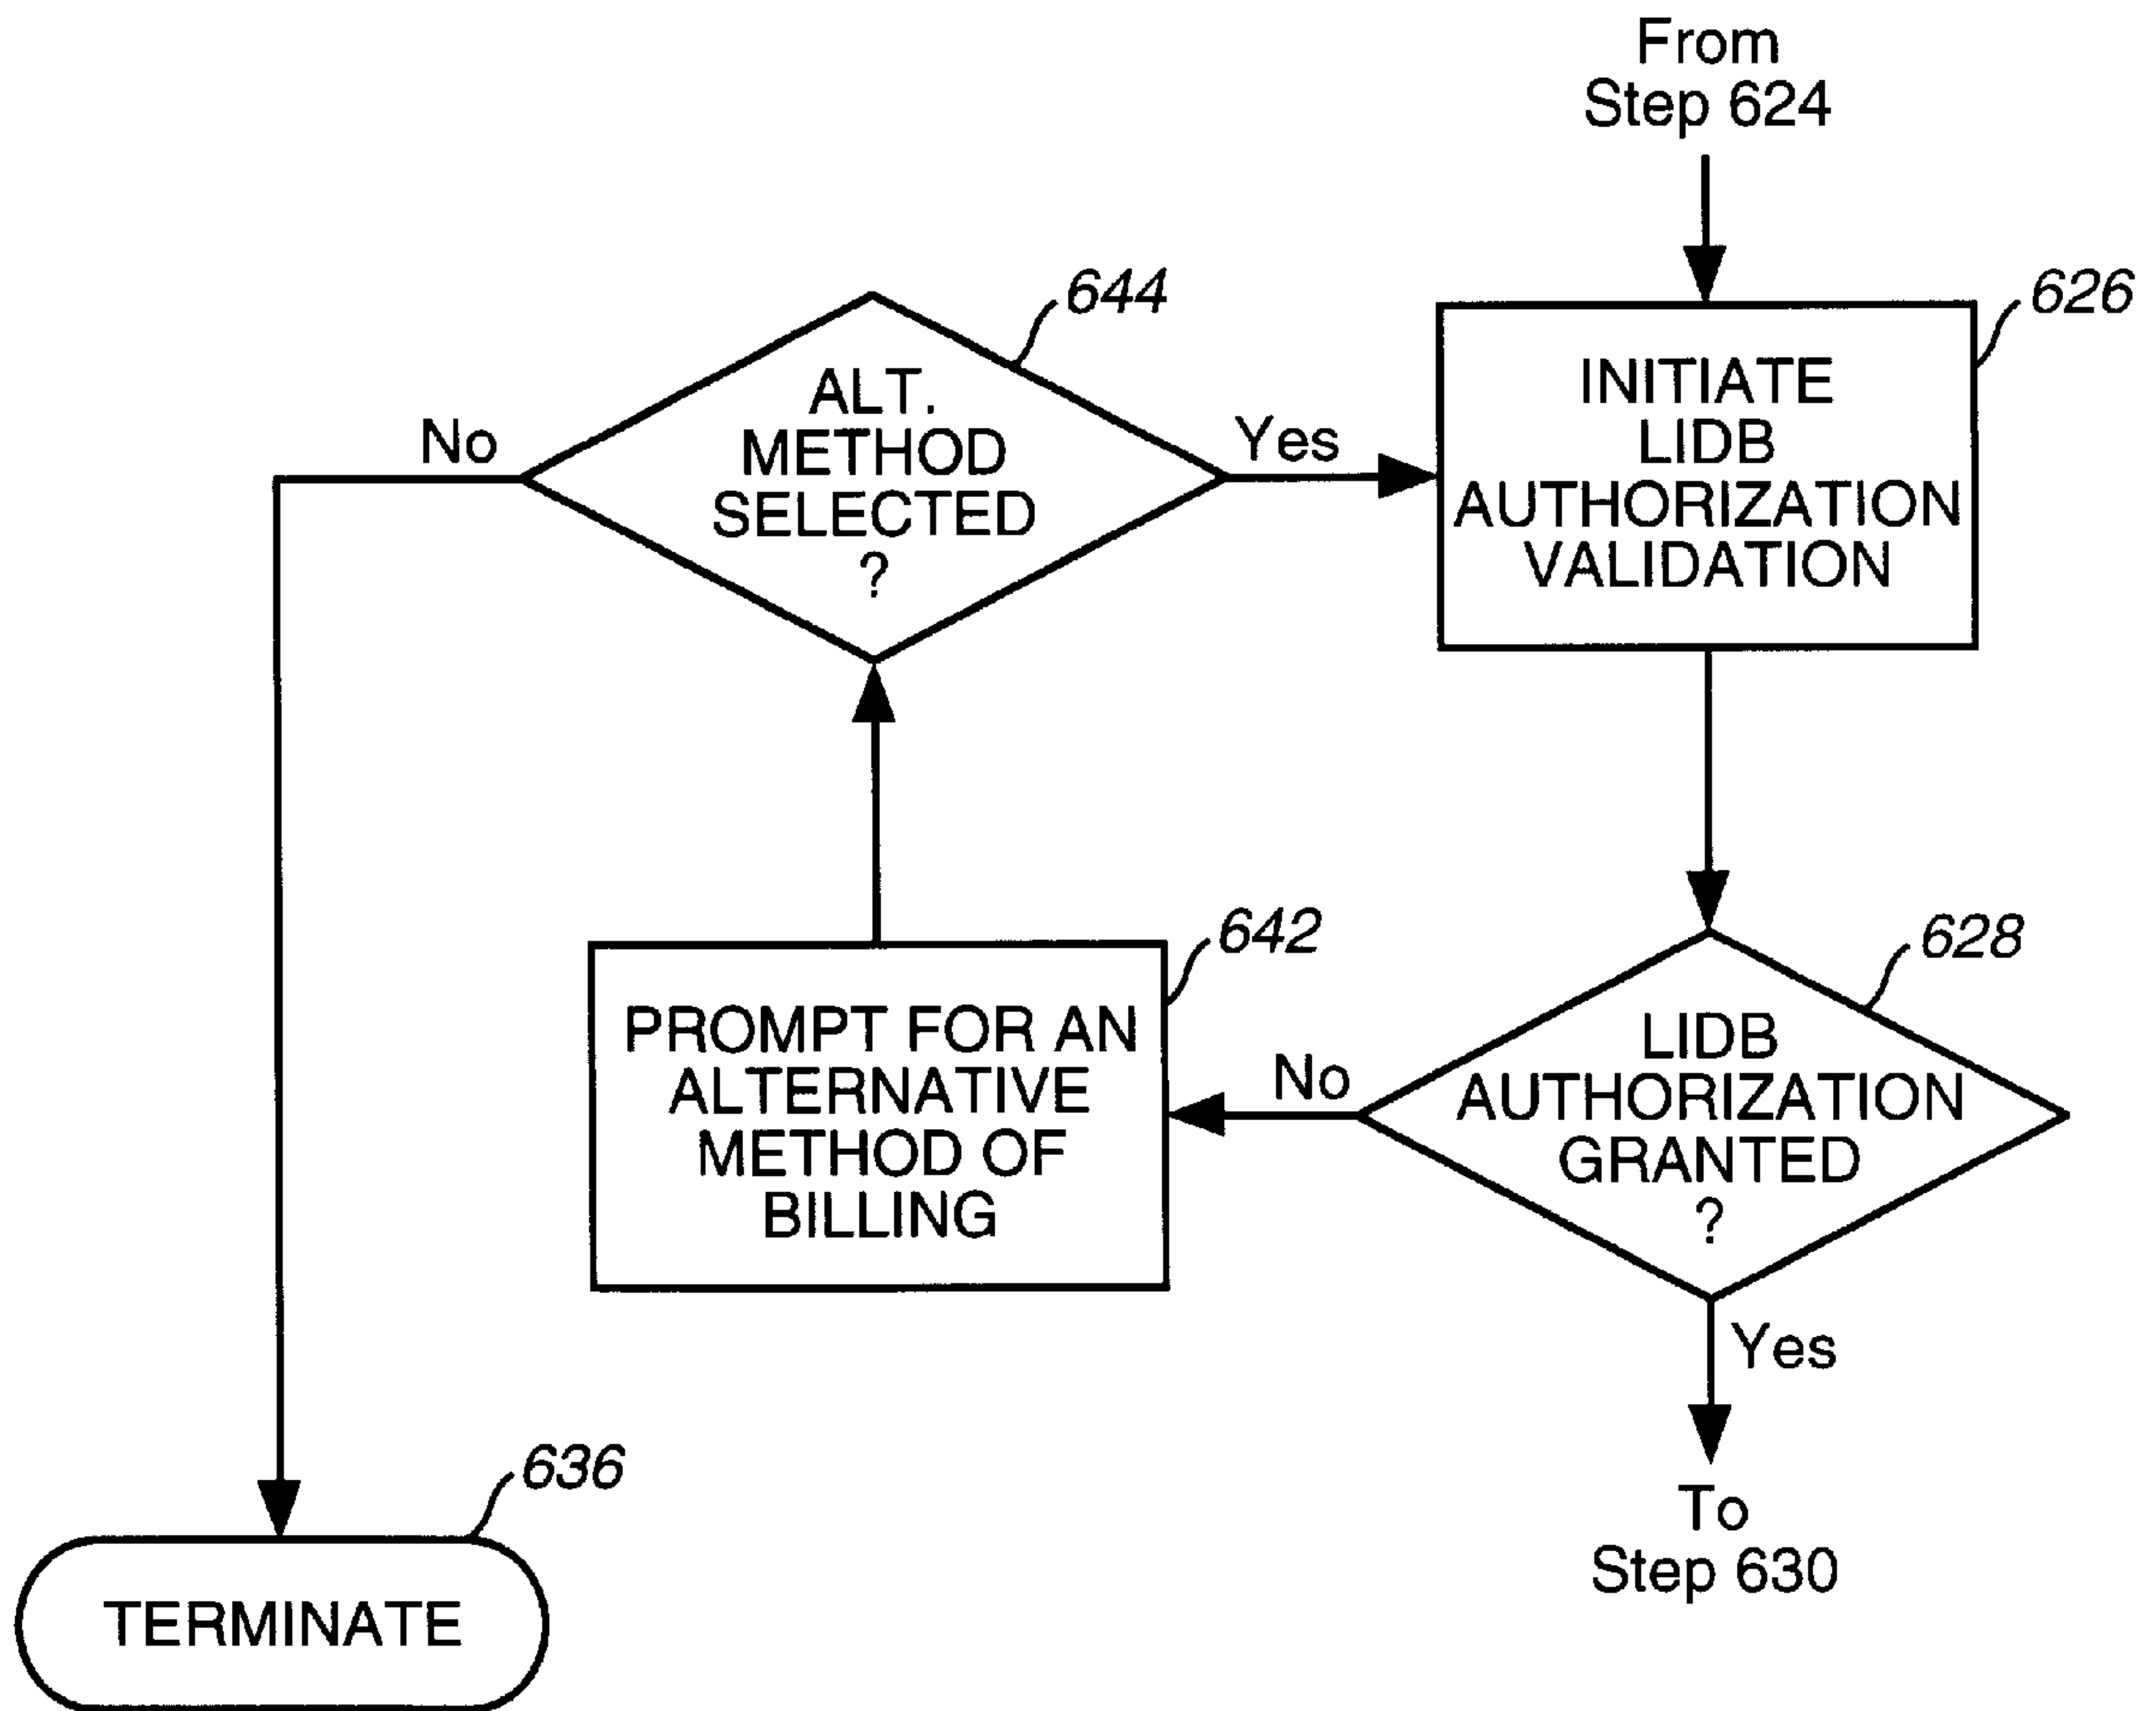 From
Step 624
644
626
ALT.
METHOD
SELECTED
?
No
Yes
INITIATE
LIDB
AUTHORIZATION
VALIDATION
642
628
PROMPT FOR AN
ALTERNATIVE
METHOD OF
BILLING
No
LIDB
AUTHORIZATION
GRANTED
?
Yes
636
TERMINATE
To
Step 630